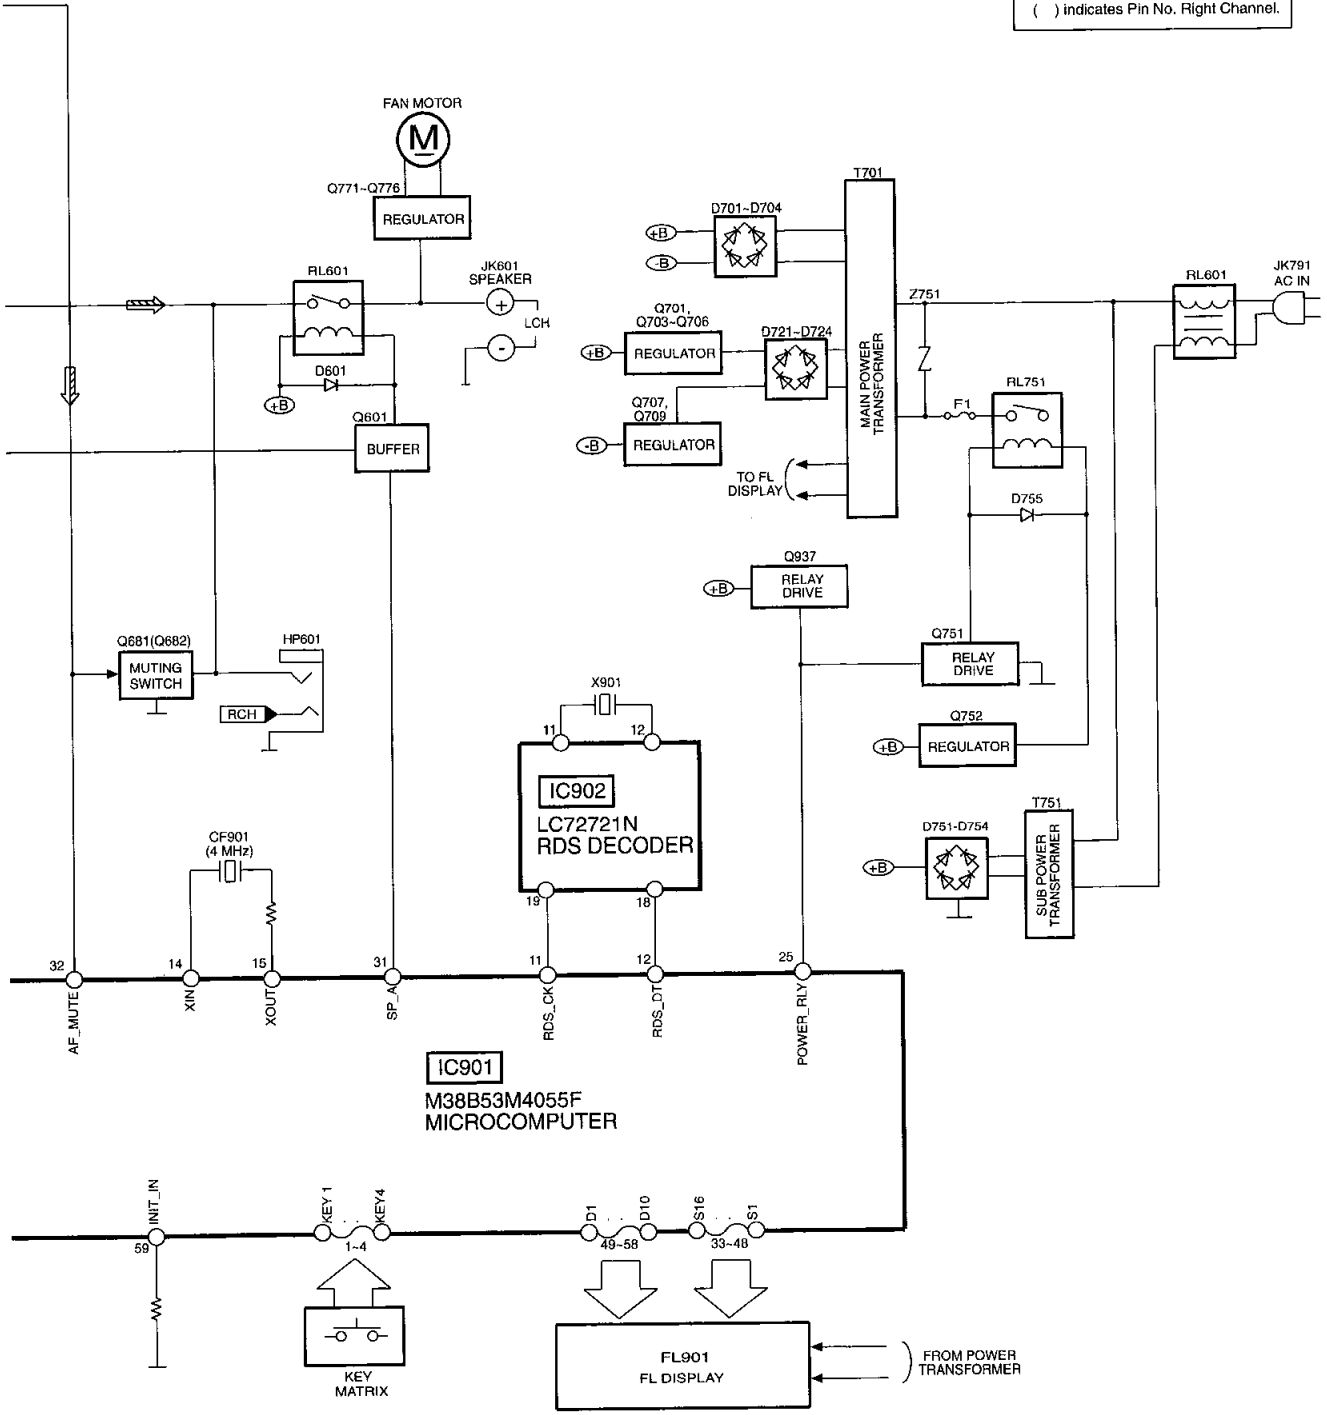 ( ) indicates Pin No. Right Channel.
FAN MOTOR
M
Q771~Q776
REGULATOR
RL601
JK601
SPEAKER
+
LCH
-
D601
+B
Q601
BUFFER
T701
MAIN POWER
TRANSFORMER
D701~D704
+B
-B
Q701,
Q703~Q706
+B
REGULATOR
D721~D724
Q707,
Q709
-B
REGULATOR
TO FL
DISPLAY
Z751
F1
RL751
D755
RL601
JK791
AC IN
Q937
+B
RELAY
DRIVE
Q751
RELAY
DRIVE
Q752
+B
REGULATOR
T751
SUB POWER
TRANSFORMER
D751-D754
+B
Q681(Q682)
MUTING
SWITCH
HP601
RCH
X901
11
12
IC902
LC72721N
RDS DECODER
19
18
CF901
(4 MHz)
32
14
15
31
11
12
25
AF_MUTE
XIN
XOUT
SP_A
RDS_CK
RDS_DT
POWER_RLY
IC901
M38B53M4055F
MICROCOMPUTER
INIT_IN
KEY 1
KEY4
D1
D10
S16
S1
59
1~4
49~58
33~48
KEY
MATRIX
FL901
FL DISPLAY
FROM POWER
TRANSFORMER